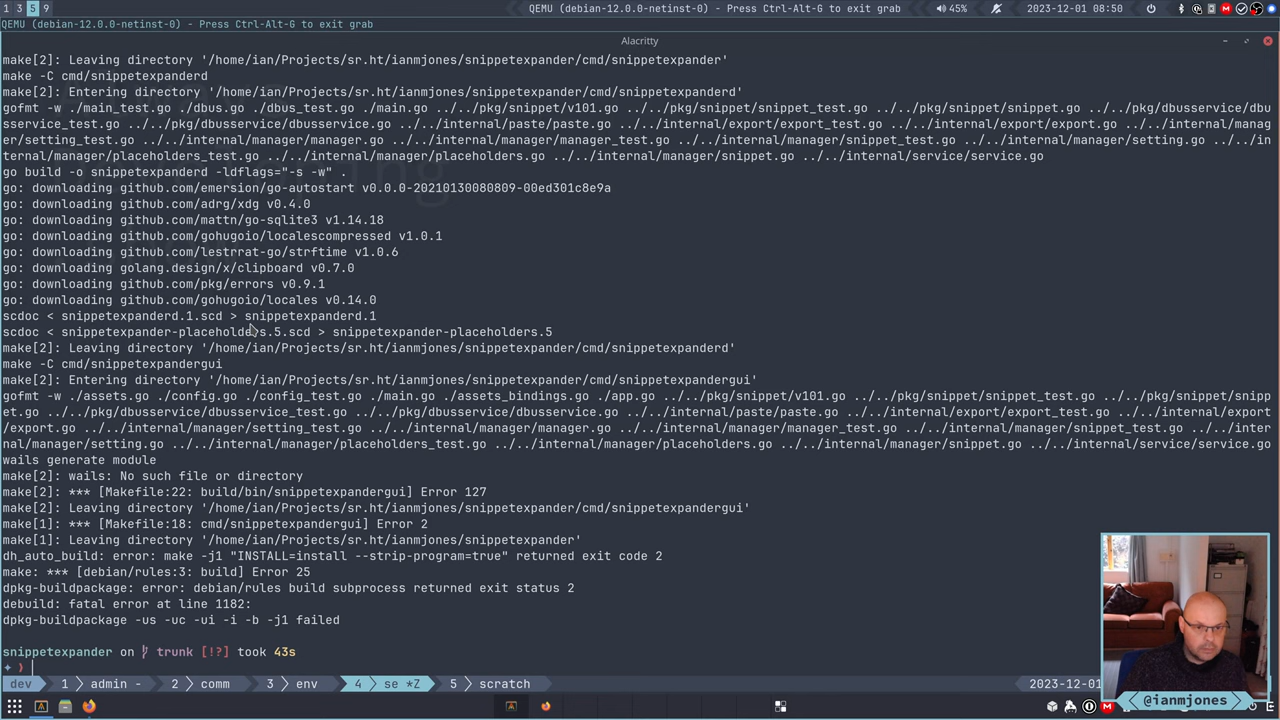 1 3 5 9
QEMU (debian-12.0.0-netinst-0) - Press Ctrl-Alt-G to exit grab
45%
2023-12-01 08:50
QEMU (debian-12.0.0-netinst-0) - Press Ctrl-Alt-G to exit grab
Alacritty
make[2]: Leaving directory '/home/ian/Projects/sr.ht/ianmjones/snippetexpander/cmd/snippetexpander'
make -C cmd/snippetexpanderd
make[2]: Entering directory '/home/ian/Projects/sr.ht/ianmjones/snippetexpander/cmd/snippetexpanderd'
gofmt -w ./main_test.go ./dbus.go ./dbus_test.go ./main.go ../../pkg/snippet/v101.go ../../pkg/snippet/snippet_test.go ../../pkg/snippet/snippet.go ../../pkg/dbusservice/dbu
sservice_test.go ../../pkg/dbusservice/dbusservice.go ../../internal/paste/paste.go ../../internal/export/export_test.go ../../internal/export/export.go ../../internal/manag
er/setting_test.go ../../internal/manager/manager.go ../../internal/manager/manager_test.go ../../internal/manager/snippet_test.go ../../internal/manager/setting.go ../../in
ternal/manager/placeholders_test.go ../../internal/manager/placeholders.go ../../internal/manager/snippet.go ../../internal/service/service.go
go build -o snippetexpanderd -ldflags="-s -w" .
go: downloading github.com/emersion/go-autostart v0.0.0-20210130080809-00ed301c8e9a
go: downloading github.com/adrg/xdg v0.4.0
go: downloading github.com/mattn/go-sqlite3 v1.14.18
go: downloading github.com/gohugoio/localescompressed v1.0.1
go: downloading github.com/lestrrat-go/strftime v1.0.6
go: downloading golang.design/x/clipboard v0.7.0
go: downloading github.com/pkg/errors v0.9.1
go: downloading github.com/gohugoio/locales v0.14.0
scdoc < snippetexpanderd.1.scd > snippetexpanderd.1
scdoc < snippetexpander-placeholders.5.scd > snippetexpander-placeholders.5
make[2]: Leaving directory '/home/ian/Projects/sr.ht/ianmjones/snippetexpander/cmd/snippetexpanderd'
make -C cmd/snippetexpandergui
make[2]: Entering directory '/home/ian/Projects/sr.ht/ianmjones/snippetexpander/cmd/snippetexpandergui'
gofmt -w ./assets.go ./config.go ./config_test.go ./main.go ./assets_bindings.go ./app.go ../../pkg/snippet/v101.go ../../pkg/snippet/snippet_test.go ../../pkg/snippet/snipp
et.go ../../pkg/dbusservice/dbusservice_test.go ../../pkg/dbusservice/dbusservice.go ../../internal/paste/paste.go ../../internal/export/export_test.go ../../internal/export
/export.go ../../internal/manager/setting_test.go ../../internal/manager/manager.go ../../internal/manager/manager_test.go ../../internal/manager/snippet_test.go ../../inter
nal/manager/setting.go ../../internal/manager/placeholders_test.go ../../internal/manager/placeholders.go ../../internal/manager/snippet.go ../../internal/service/service.go
wails generate module
make[2]: wails: No such file or directory
make[2]: *** [Makefile:22: build/bin/snippetexpandergui] Error 127
make[2]: Leaving directory '/home/ian/Projects/sr.ht/ianmjones/snippetexpander/cmd/snippetexpandergui'
make[1]: *** [Makefile:18: cmd/snippetexpandergui] Error 2
make[1]: Leaving directory '/home/ian/Projects/sr.ht/ianmjones/snippetexpander'
dh_auto_build: error: make -j1 "INSTALL=install --strip-program=true" returned exit code 2
make: *** [debian/rules:3: build] Error 25
dpkg-buildpackage: error: debian/rules build subprocess returned exit status 2
debuild: fatal error at line 1182:
dpkg-buildpackage -us -uc -ui -i -b -j1 failed
snippetexpander on trunk [!?] took 43s
dev 1 admin - 2 comm 3 env 4 se *Z 5 scratch 2023-12-01
@ianmjones